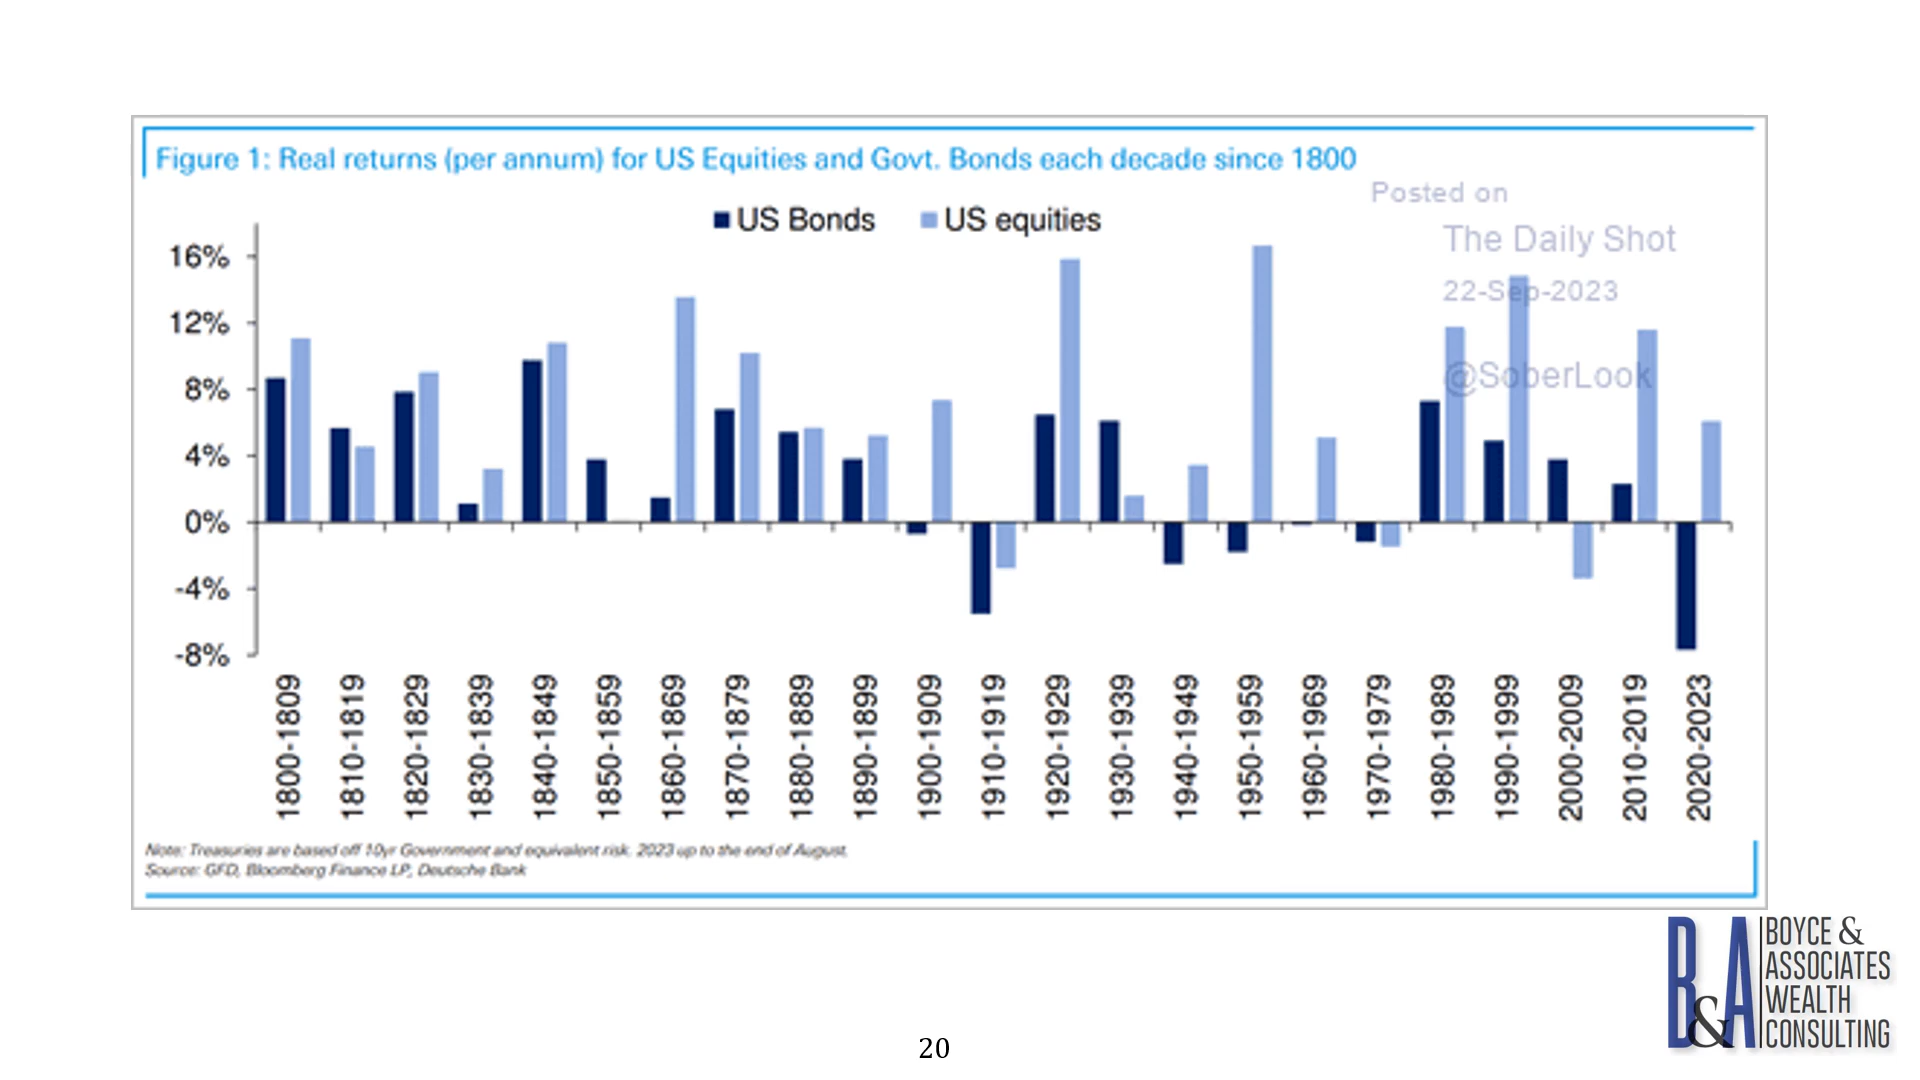 Figure 1: Real returns (per annum) for US Equities and Govt. Bonds each decade since 1800
Posted on
The Daily Shot
22-Sep-2023
@SoberLook
US Bonds US equities
16%
12%
8%
4%
0%
-4%
-8%
1800-1809
1810-1819
1820-1829
1830-1839
1840-1849
1850-1859
1860-1869
1870-1879
1880-1889
1890-1899
1900-1909
1910-1919
1920-1929
1930-1939
1940-1949
1950-1959
1960-1969
1970-1979
1980-1989
1990-1999
2000-2009
2010-2019
2020-2023
Note: Treasuries are based off 10yr Government and equivalent risk. 2023 up to the end of August.
Source: GFD, Bloomberg Finance LP, Deutsche Bank
B&A
BOYCE &
ASSOCIATES
WEALTH
CONSULTING
20